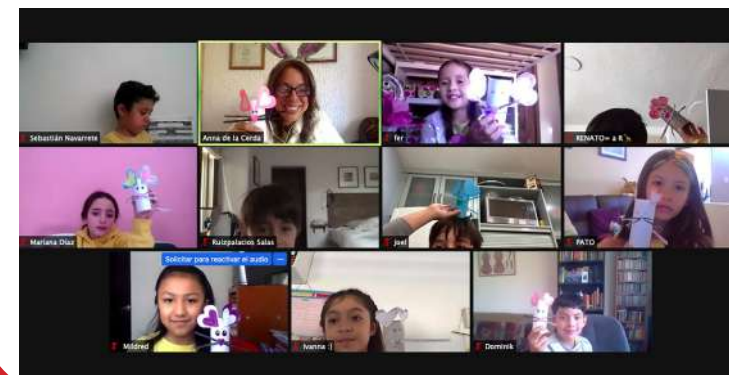 Sebastián Navarrete
Anna de la Cerda
fer
RENATO= a R
Mariana Díaz
Ruizpalacios Salas
joel
PATO
Solicitar para reactivar el audio
Mildred
Ivanna :)
Dominik